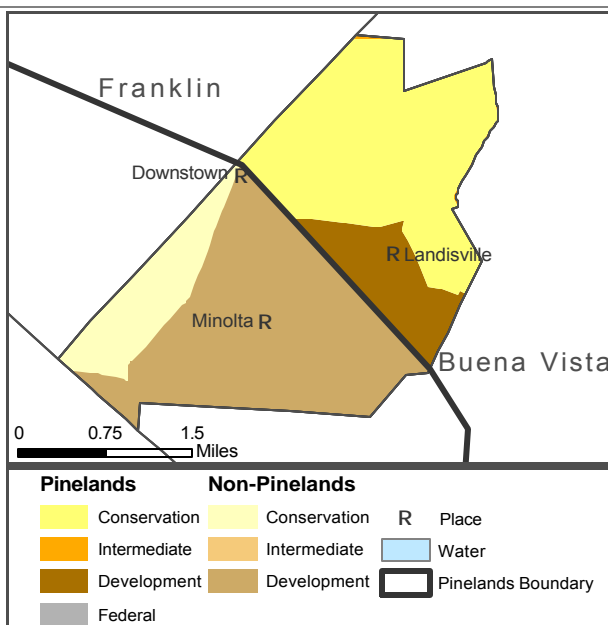 Franklin
Downstown R
R Landisville
Minolta R
Buena Vista
0 0.75 1.5
Miles
Pinelands Non-Pinelands
Conservation Conservation R Place
Intermediate Intermediate Water
Development Development Pinelands Boundary
Federal